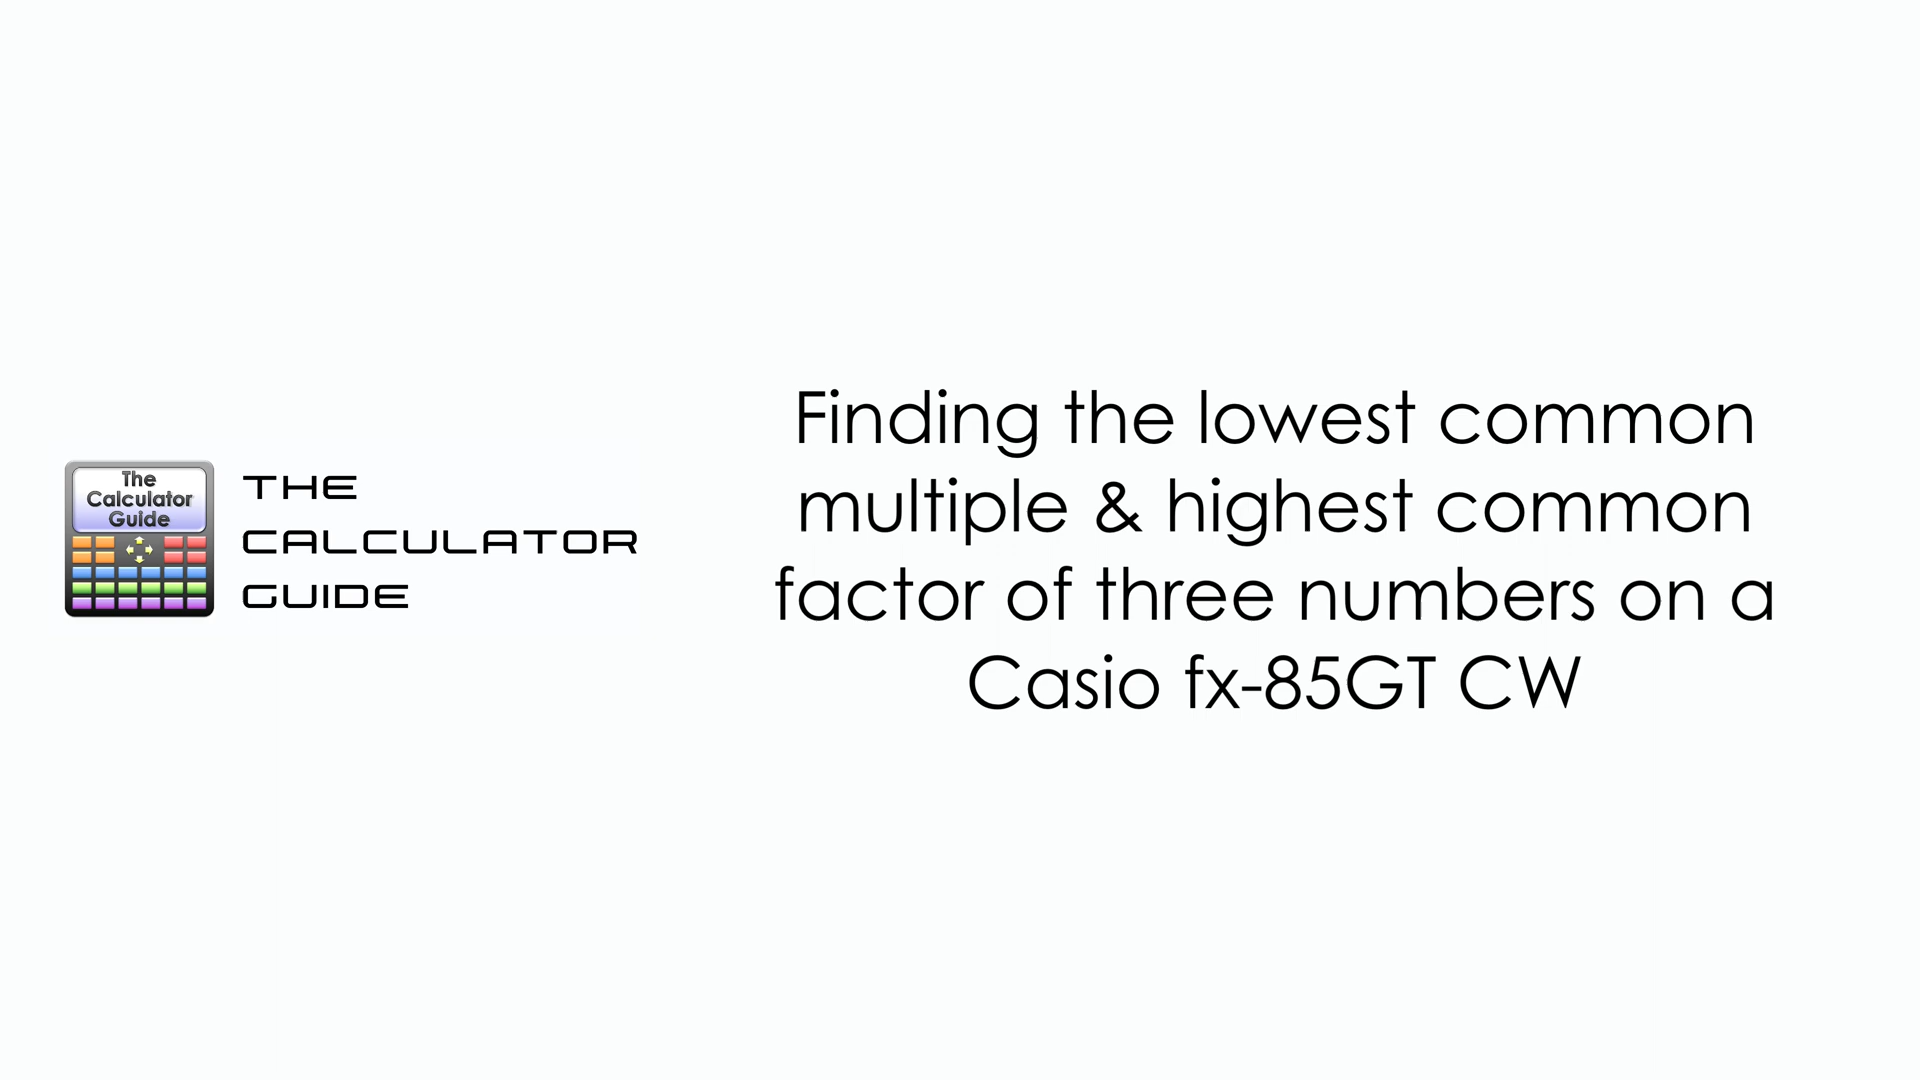 The
Calculator
Guide
THE
CALCULATOR
GUIDE
Finding the lowest common
multiple & highest common
factor of three numbers on a
Casio fx-85GT CW